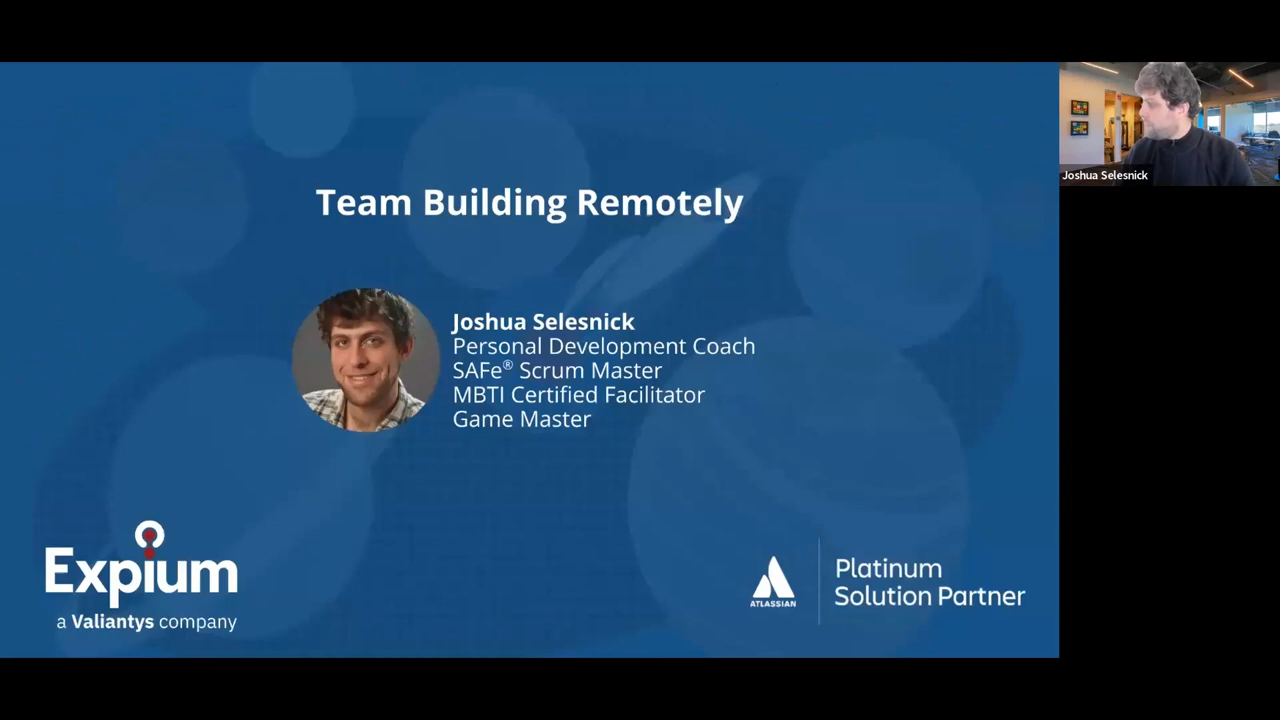 Team Building Remotely
Joshua Selesnick
Personal Development Coach
SAFe® Scrum Master
MBTI Certified Facilitator
Game Master
Expium
a Valiantys company
ATLASSIAN
Platinum
Solution Partner
Joshua Selesnick